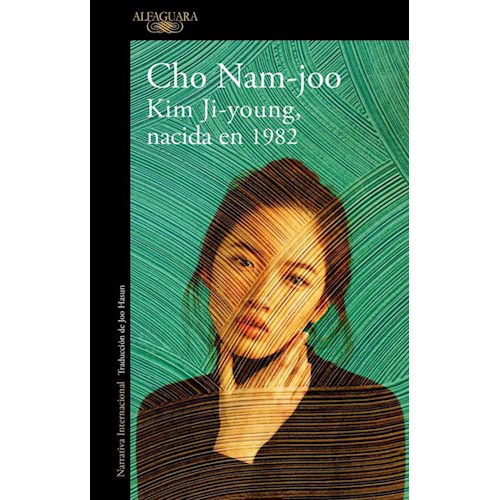 ALFAGUARA
Cho Nam-joo
Kim Ji-young,
nacida en 1982
Narrativa Internacional Traducción de Joo Hasun